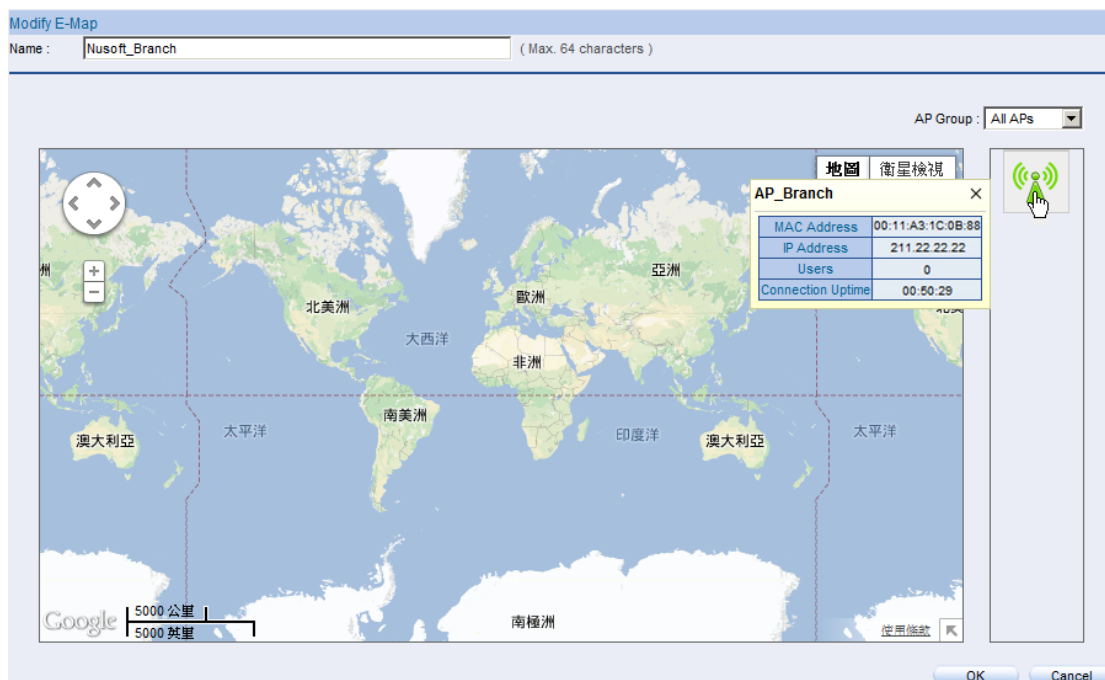 Modify E-Map
Name : Nusoft_Branch ( Max. 64 characters )
AP Group : All APs
地圖 衛星檢視
AP_Branch
MAC Address 00:11:A3:1C:0B:88
IP Address 211.22.22.22
Users 0
Connection Uptime 00:50:29
亞洲
歐洲
北美洲
大西洋
非洲
南美洲
太平洋
印度洋
太平洋
澳大利亞
澳大利亞
5000 公里
Google
5000 英里
南極洲
使用條款
OK Cancel